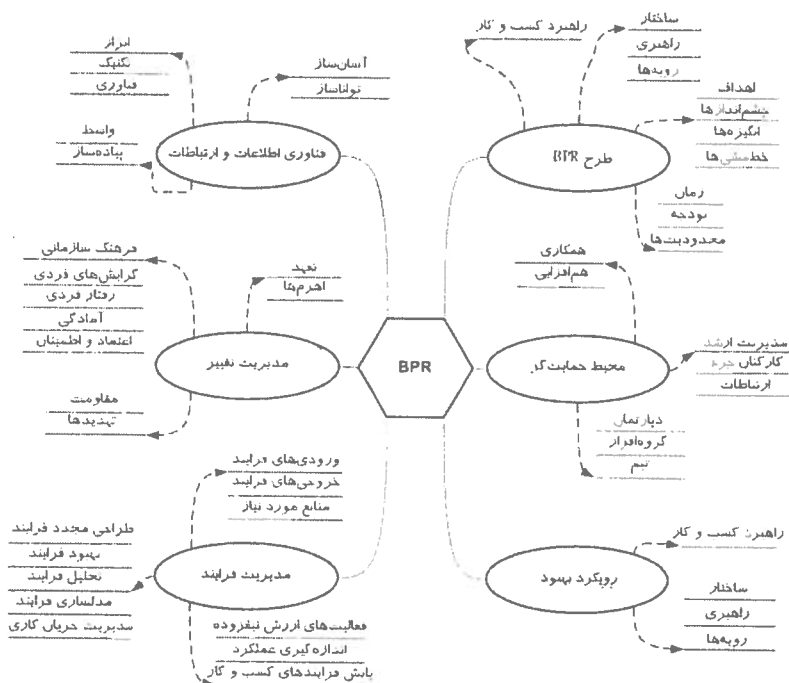 راهبرد کسب و کار
ساختار
راهبری
رویه‌ها
اهداف
چشم‌اندازها
انگیزه‌ها
خط‌مشی‌ها
طرح BPR
زمان
بودجه
محدودیت‌ها
ابزار
تکنیک
فناوری
آسان‌ساز
تواناساز
واسط
پیاده‌ساز
فناوری اطلاعات و ارتباطات
همکاری
هم‌افزایی
مدیریت ارشد
کارکنان
ارتباطات
محیط حمایت‌گر
دپارتمان
گروه‌افزار
تیم
فرهنگ سازمانی
گرایش‌های فردی
رفتار فردی
آمادگی
اعتماد و اطمینان
تعهد
اهرم‌ها
مدیریت تغییر
مقاومت
تهدیدها
BPR
ورودی‌های فرایند
خروجی‌های فرایند
منابع مورد نیاز
طراحی مجدد فرایند
بهبود فرایند
تحلیل فرایند
مدلسازی فرایند
مدیریت جریان کاری
مدیریت فرایند
فعالیت‌های ارزش نیفزوده
اندازه‌گیری عملکرد
پایش فرایندهای کسب و کار
راهبرد کسب و کار
رویکرد بهبود
ساختار
راهبری
رویه‌ها